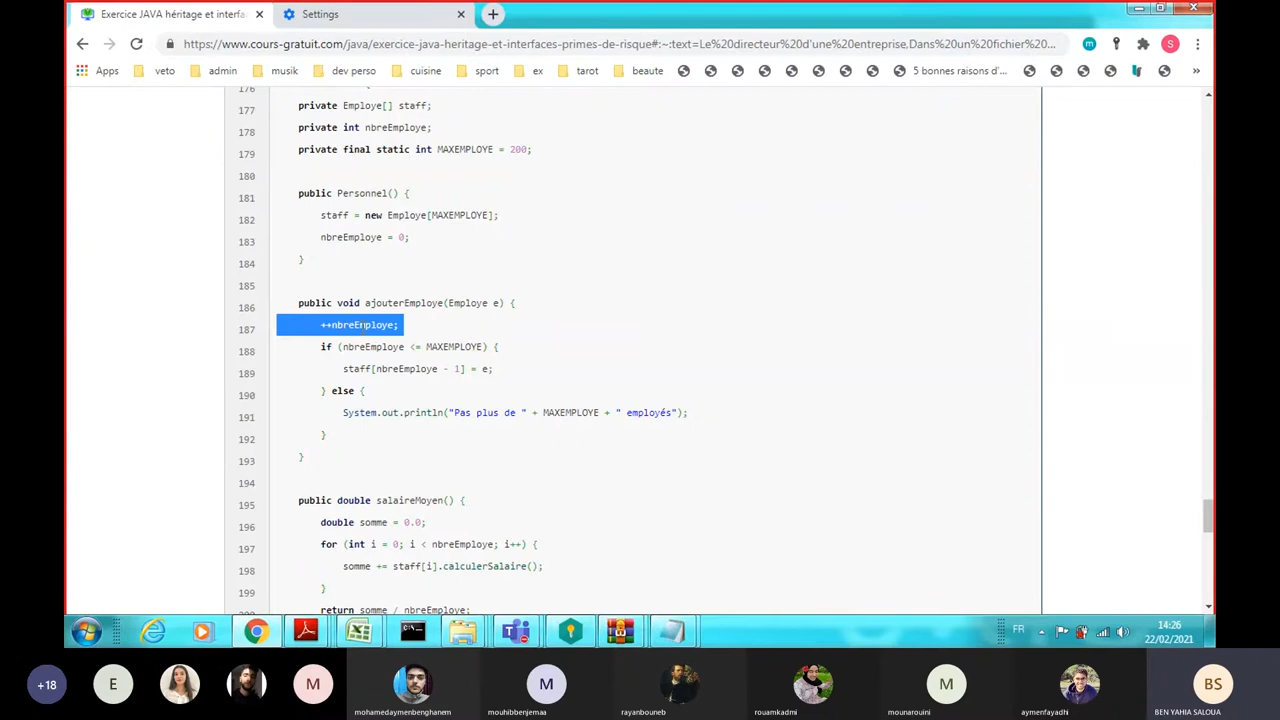 Exercice JAVA héritage et interfa
Settings
https://www.cours-gratuit.com/java/exercice-java-heritage-et-interfaces-primes-de-risque#:~:text=Le%20directeur%20d'une%20entreprise,Dans%20un%20fichier%20...
S
Apps veto admin musik dev perso cuisine sport ex tarot beaute 5 bonnes raisons d'... »
176
177 private Employe[] staff;
178 private int nbreEmploye;
179 private final static int MAXEMPLOYE = 200;
180
181 public Personnel() {
182 staff = new Employe[MAXEMPLOYE];
183 nbreEmploye = 0;
184 }
185
186 public void ajouterEmploye(Employe e) {
187 ++nbreEmploye;
188 if (nbreEmploye <= MAXEMPLOYE) {
189 staff[nbreEmploye - 1] = e;
190 } else {
191 System.out.println("Pas plus de " + MAXEMPLOYE + " employés");
192 }
193 }
194
195 public double salaireMoyen() {
196 double somme = 0.0;
197 for (int i = 0; i < nbreEmploye; i++) {
198 somme += staff[i].calculerSalaire();
199 }
return somme / nbreEmploye;
FR
14:26
22/02/2021
+18 E M M M BS
mohamedaymenbenghanem mouhibbenjemaa rayanbouneb rouamkadmi mounarouini aymenfayadhi BEN YAHIA SALOUA